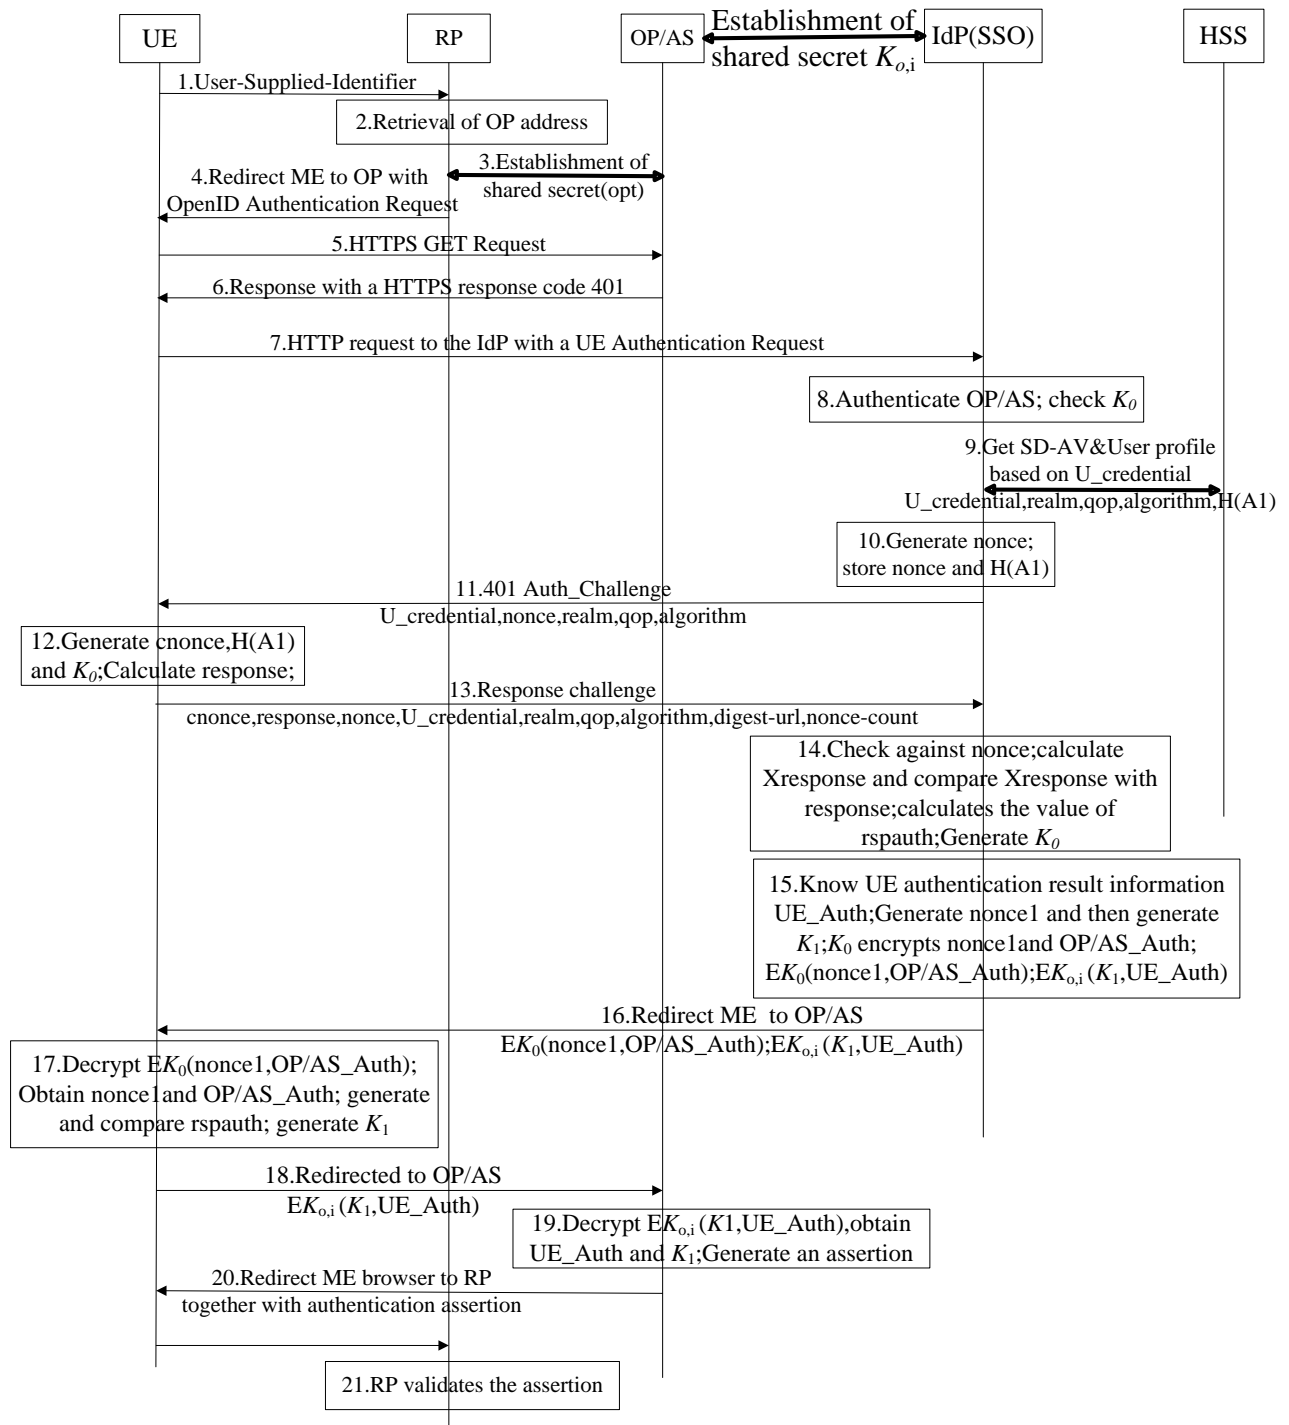 UE
RP
OP/AS
Establishment of
shared secret Ko,i
IdP(SSO)
HSS
1.User-Supplied-Identifier
2.Retrieval of OP address
3.Establishment of
shared secret(opt)
4.Redirect ME to OP with
OpenID Authentication Request
5.HTTPS GET Request
6.Response with a HTTPS response code 401
7.HTTP request to the IdP with a UE Authentication Request
8.Authenticate OP/AS; check K0
9.Get SD-AV&User profile
based on U_credential
U_credential,realm,qop,algorithm,H(A1)
10.Generate nonce;
store nonce and H(A1)
11.401 Auth_Challenge
U_credential,nonce,realm,qop,algorithm
12.Generate cnonce,H(A1)
and K0;Calculate response;
13.Response challenge
cnonce,response,nonce,U_credential,realm,qop,algorithm,digest-url,nonce-count
14.Check against nonce;calculate
Xresponse and compare Xresponse with
response;calculates the value of
rspauth;Generate K0
15.Know UE authentication result information
UE_Auth;Generate nonce1 and then generate
K1;K0 encrypts nonce1and OP/AS_Auth;
EK0(nonce1,OP/AS_Auth);EKo,i (K1,UE_Auth)
16.Redirect ME to OP/AS
EK0(nonce1,OP/AS_Auth);EKo,i (K1,UE_Auth)
17.Decrypt EK0(nonce1,OP/AS_Auth);
Obtain nonce1and OP/AS_Auth; generate
and compare rspauth; generate K1
18.Redirected to OP/AS
EKo,i (K1,UE_Auth)
19.Decrypt EKo,i (K1,UE_Auth),obtain
UE_Auth and K1;Generate an assertion
20.Redirect ME browser to RP
together with authentication assertion
21.RP validates the assertion